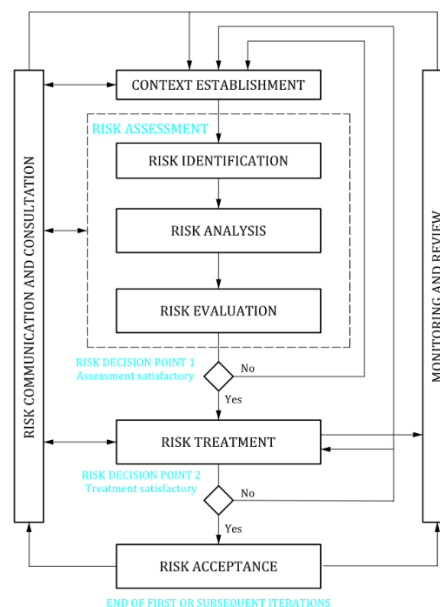 CONTEXT ESTABLISHMENT
RISK ASSESSMENT
RISK IDENTIFICATION
RISK ANALYSIS
RISK EVALUATION
RISK DECISION POINT 1
Assessment satisfactory
No
Yes
RISK TREATMENT
RISK DECISION POINT 2
Treatment satisfactory
No
Yes
RISK ACCEPTANCE
END OF FIRST OR SUBSEQUENT ITERATIONS
RISK COMMUNICATION AND CONSULTATION
MONITORING AND REVIEW